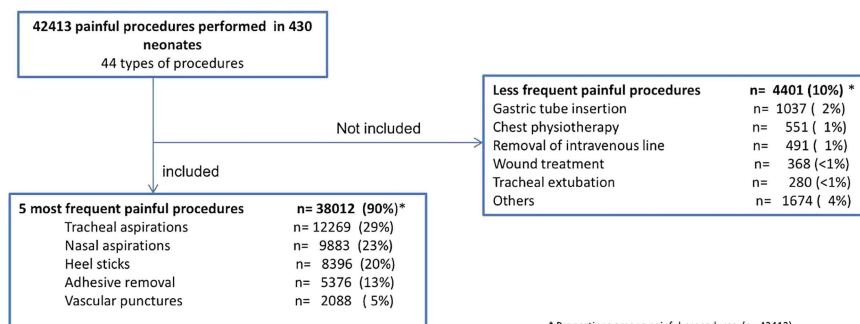 42413 painful procedures performed in 430
neonates
44 types of procedures
Not included
included
Less frequent painful procedures n= 4401 (10%) *
Gastric tube insertion n= 1037 ( 2%)
Chest physiotherapy n= 551 ( 1%)
Removal of intravenous line n= 491 ( 1%)
Wound treatment n= 368 (<1%)
Tracheal extubation n= 280 (<1%)
Others n= 1674 ( 4%)
5 most frequent painful procedures n= 38012 (90%)*
Tracheal aspirations n= 12269 (29%)
Nasal aspirations n= 9883 (23%)
Heel sticks n= 8396 (20%)
Adhesive removal n= 5376 (13%)
Vascular punctures n= 2088 ( 5%)